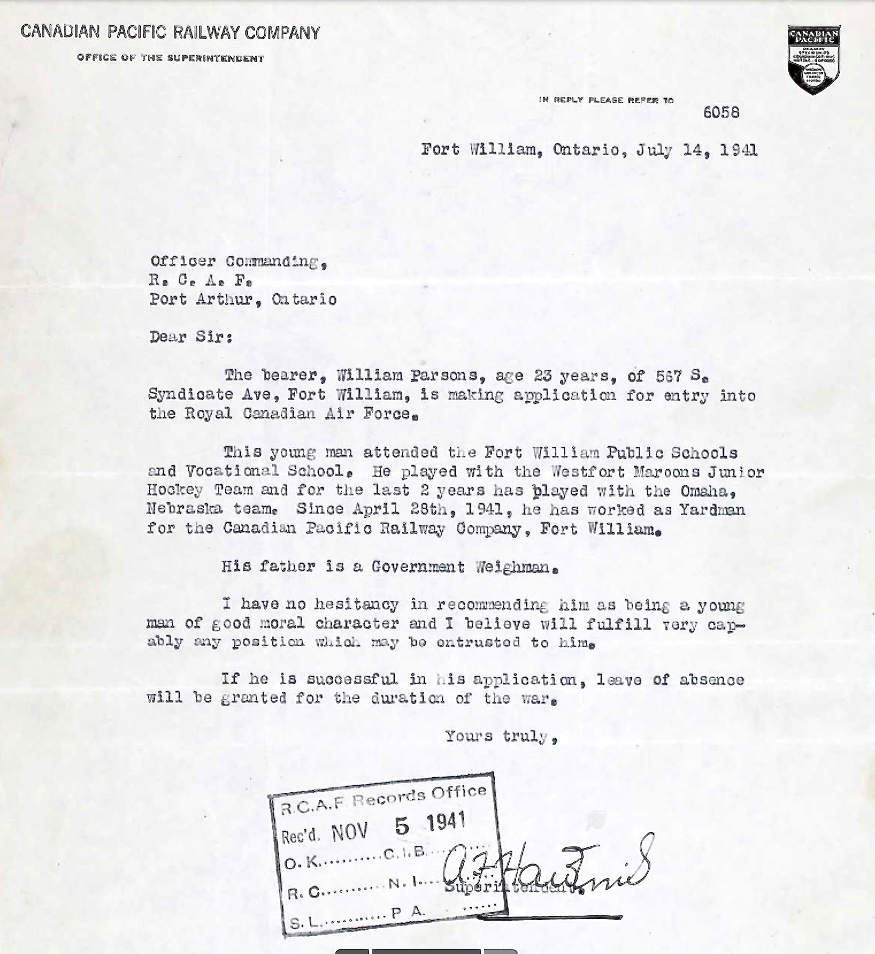 CANADIAN PACIFIC RAILWAY COMPANY
OFFICE OF THE SUPERINTENDENT
CANADIAN
PACIFIC
IN REPLY PLEASE REFER TO
6058
Fort William, Ontario, July 14, 1941
Officer Commanding,
R. C. A. F.
Port Arthur, Ontario
Dear Sir:
The bearer, William Parsons, age 23 years, of 567 S.
Syndicate Ave, Fort William, is making application for entry into
the Royal Canadian Air Force.
This young man attended the Fort William Public Schools
and Vocational School. He played with the Westfort Maroons Junior
Hockey Team and for the last 2 years has played with the Omaha,
Nebraska team. Since April 28th, 1941, he has worked as Yardman
for the Canadian Pacific Railway Company, Fort William.
His father is a Government Weighman.
I have no hesitancy in recommending him as being a young
man of good moral character and I believe will fulfill very cap-
ably any position which may be entrusted to him.
If he is successful in his application, leave of absence
will be granted for the duration of the war.
Yours truly,
R.C.A.F Records Office
Rec'd. NOV 5 1941
O.K..........C.I.B.........
R.C..........N.I....
S.L...........P A. ......
Superintendent.